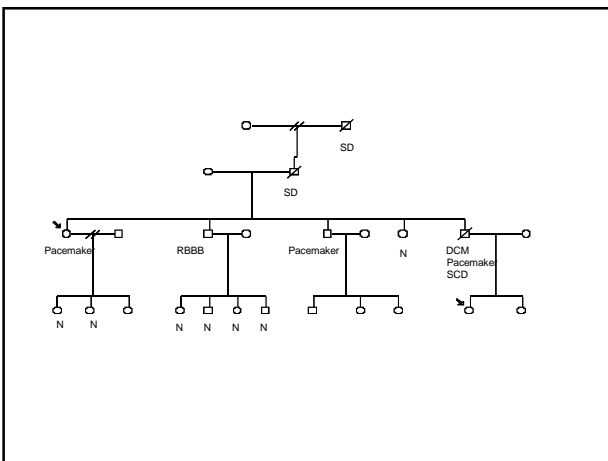 SD
SD
Pacemaker
RBBB
Pacemaker
N
DCM
Pacemaker
SCD
N N
N N N N